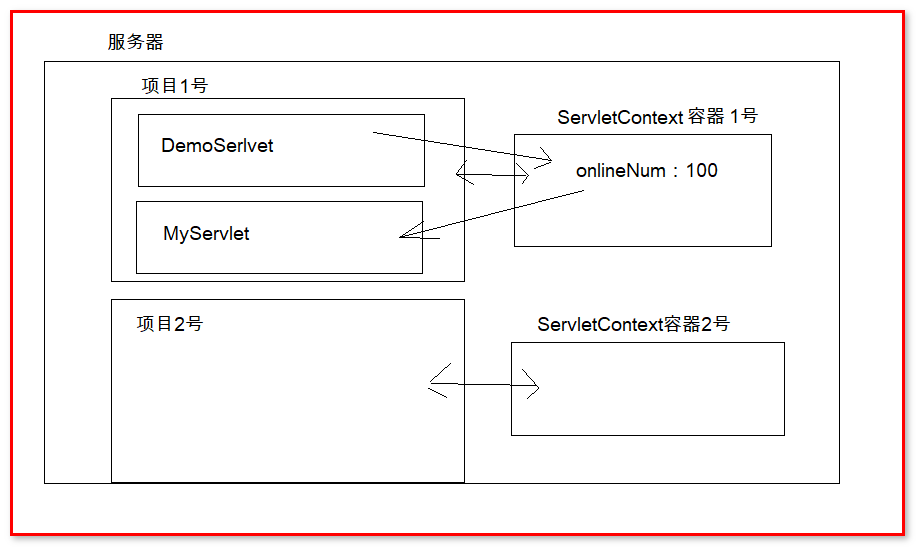 服务器
项目1号
ServletContext 容器 1号
DemoSerlvet
onlineNum：100
MyServlet
项目2号
ServletContext容器2号